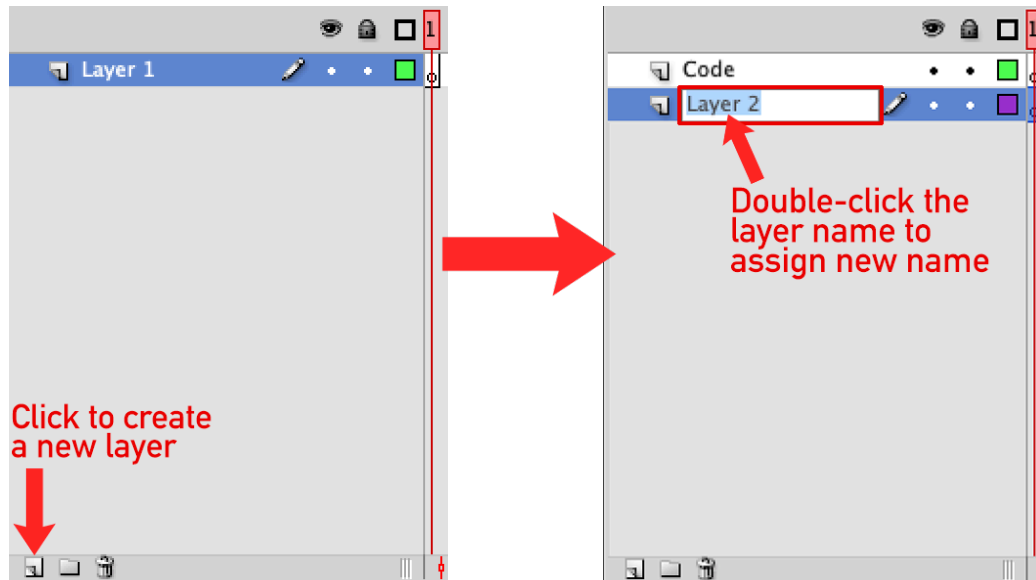 1
Layer 1
Click to create
a new layer
1
Code
Layer 2
Double-click the
layer name to
assign new name